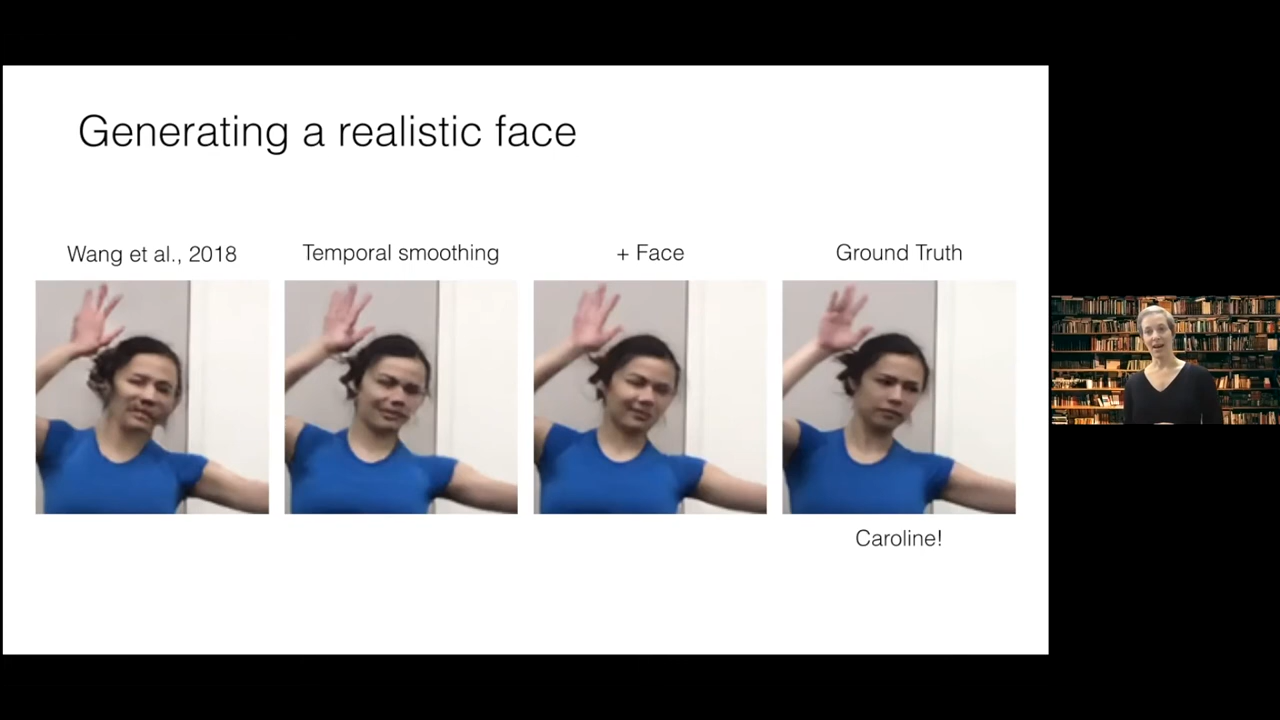 Generating a realistic face
Wang et al., 2018
Temporal smoothing
+ Face
Ground Truth
Caroline!